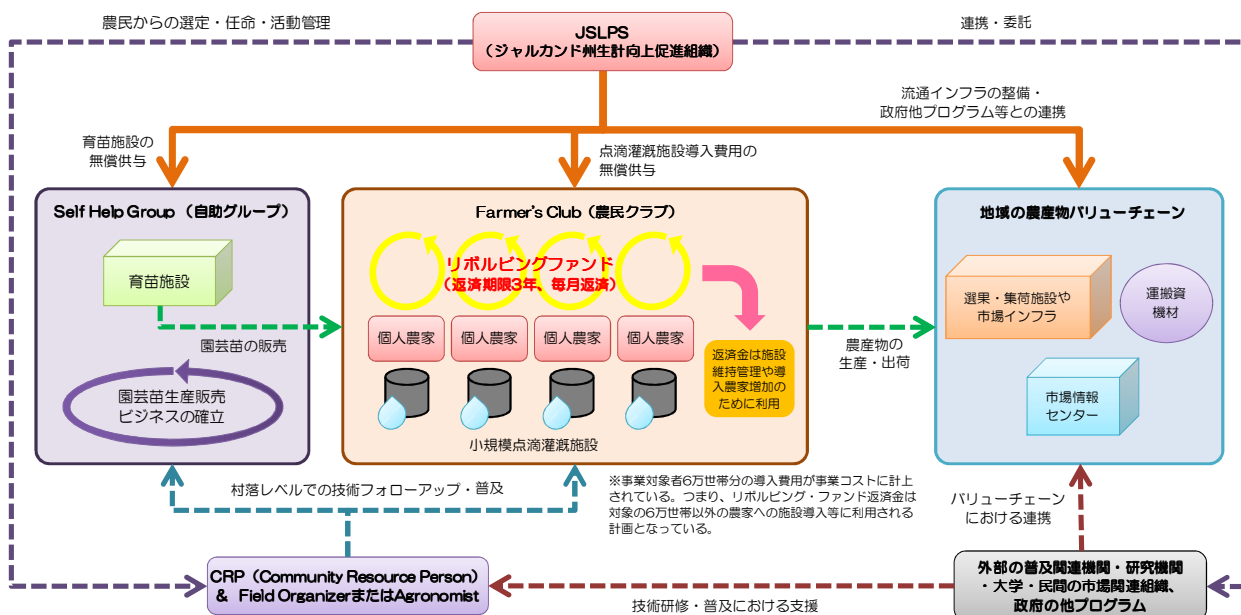 農民からの選定・任命・活動管理
JSLPS
(ジャルカンド州生計向上促進組織)
連携・委託
流通インフラの整備・
政府他プログラム等との連携
育苗施設の
無償供与
点滴灌漑施設導入費用の
無償供与
Self Help Group (自助グループ)
育苗施設
園芸苗の販売
園芸苗生産販売
ビジネスの確立
Farmer's Club (農民クラブ)
リボルビングファンド
(返済期限3年、毎月返済)
個人農家
個人農家
個人農家
個人農家
返済金は施設
維持管理や導
入農家増加の
ために利用
小規模点滴灌漑施設
農産物の
生産・出荷
地域の農産物バリューチェーン
選果・集荷施設や
市場インフラ
運搬資
機材
市場情報
センター
村落レベルでの技術フォローアップ・普及
※事業対象者6万世帯分の導入費用が事業コストに計上
されている。つまり、リボルビング・ファンド返済金は
対象の6万世帯以外の農家への施設導入等に利用される
計画となっている。
バリューチェーン
における連携
CRP (Community Resource Person)
& Field OrganizerまたはAgronomist
技術研修・普及における支援
外部の普及関連機関・研究機関
・大学・民間の市場関連組織、
政府の他プログラム